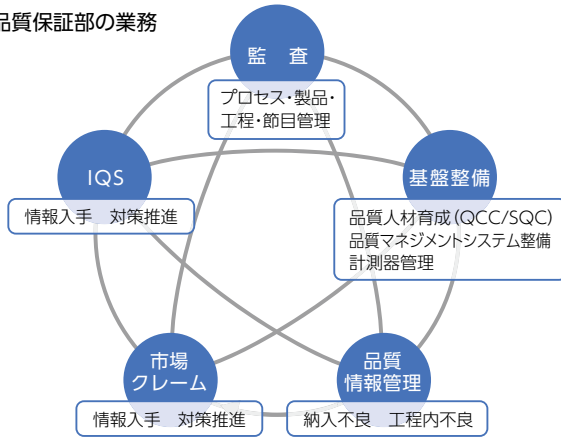 品質保証部の業務
監　査
プロセス・製品・
工程・節目管理
IQS
情報入手　対策推進
基盤整備
品質人材育成（QCC/SQC）
品質マネジメントシステム整備
計測器管理
市場
クレーム
情報入手　対策推進
品質
情報管理
納入不良　工程内不良